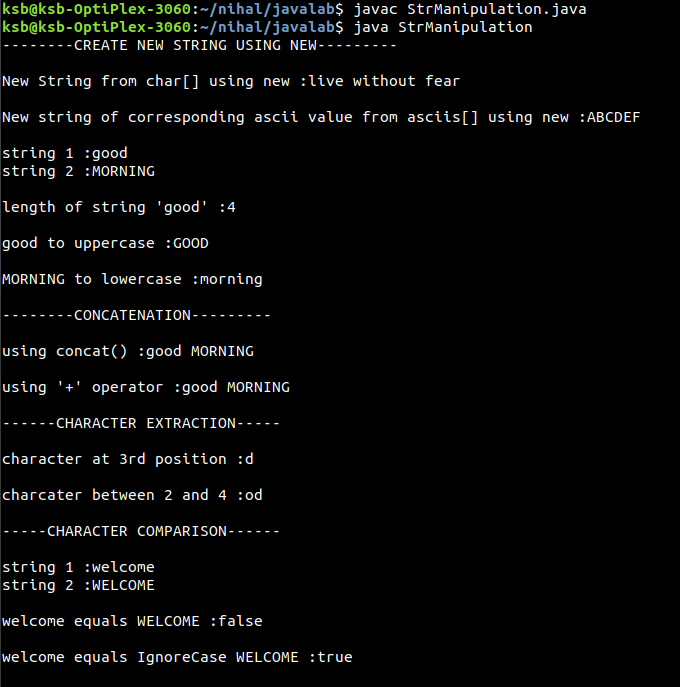 ksb@ksb-OptiPlex-3060:~/nihal/javalab$ javac StrManipulation.java
ksb@ksb-OptiPlex-3060:~/nihal/javalab$ java StrManipulation
--------CREATE NEW STRING USING NEW---------
New String from char[] using new :live without fear
New string of corresponding ascii value from asciis[] using new :ABCDEF
string 1 :good
string 2 :MORNING
length of string 'good' :4
good to uppercase :GOOD
MORNING to lowercase :morning
--------CONCATENATION---------
using concat() :good MORNING
using '+' operator :good MORNING
------CHARACTER EXTRACTION-----
character at 3rd position :d
charcater between 2 and 4 :od
-----CHARACTER COMPARISON------
string 1 :welcome
string 2 :WELCOME
welcome equals WELCOME :false
welcome equals IgnoreCase WELCOME :true